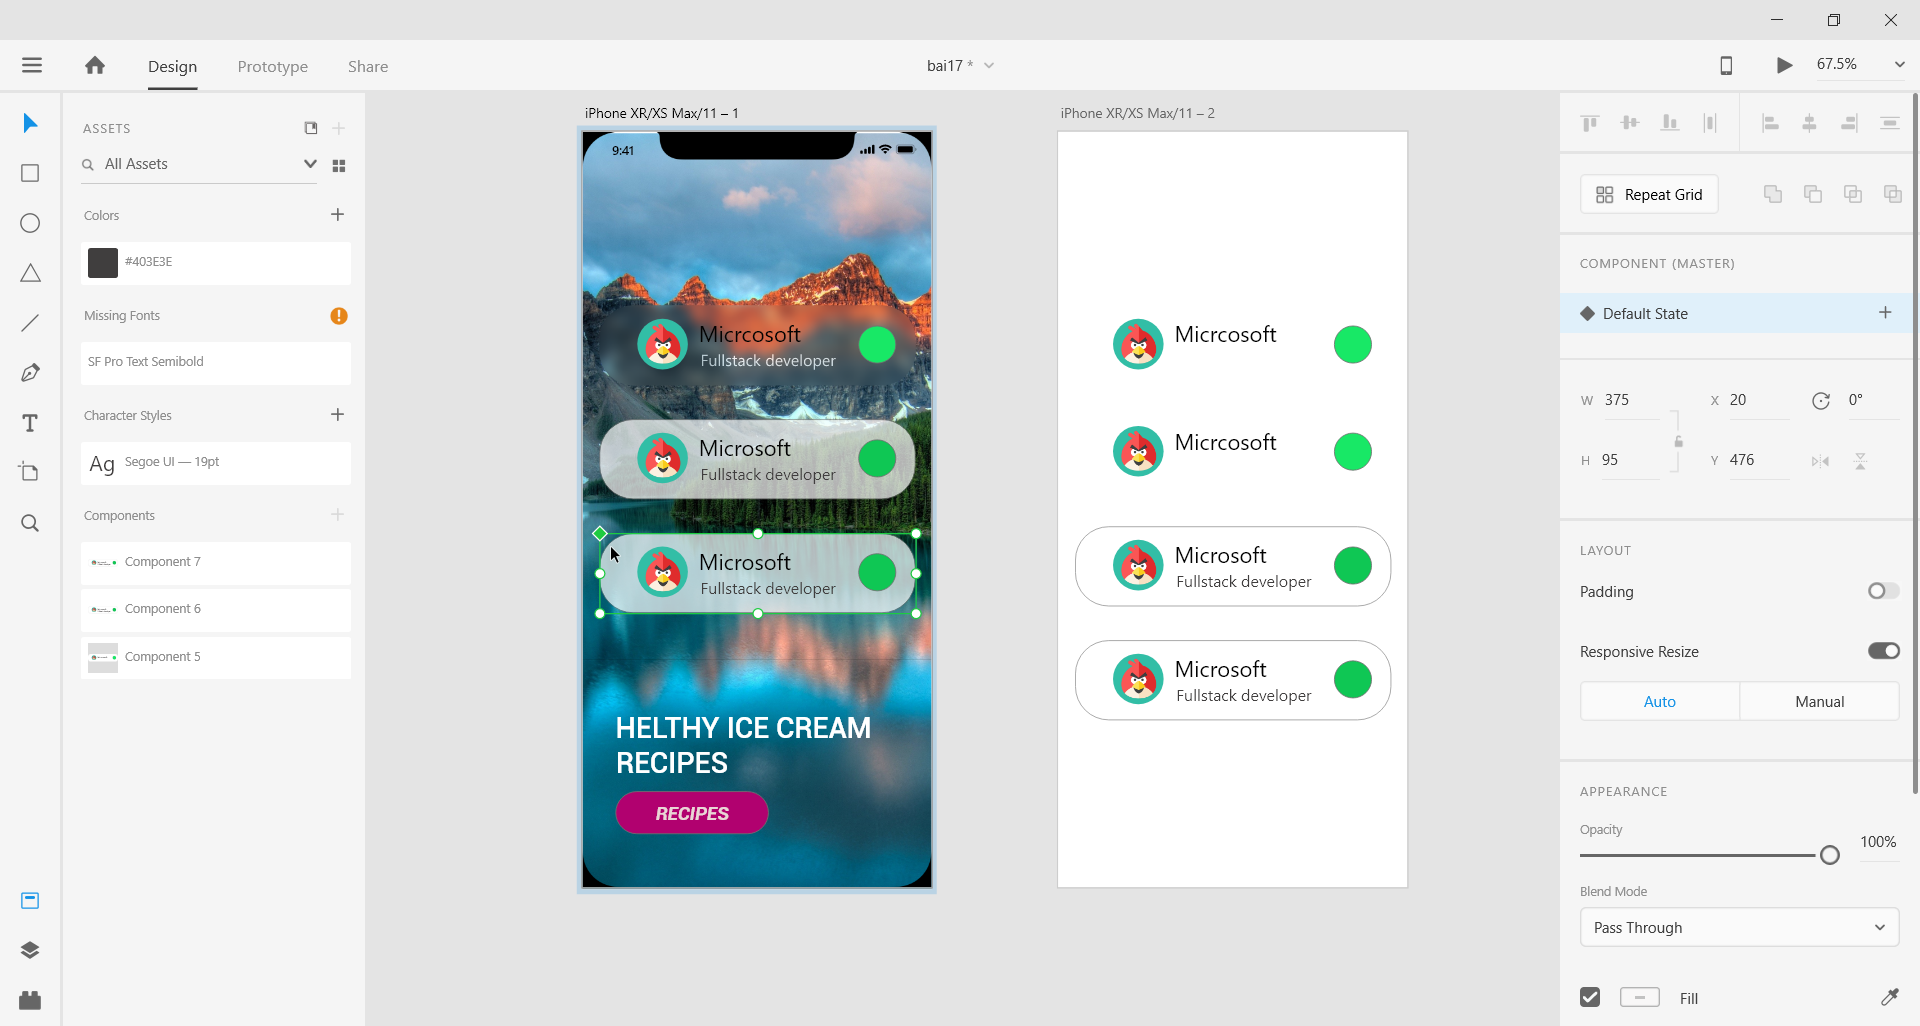 Design
Prototype
Share
bai17 *
67.5%
ASSETS
All Assets
Colors
#403E3E
Missing Fonts
SF Pro Text Semibold
Character Styles
Ag Segoe UI — 19pt
Components
Component 7
Component 6
Component 5
iPhone XR/XS Max/11 – 1
9:41
Micrcosoft
Fullstack developer
Microsoft
Fullstack developer
Microsoft
Fullstack developer
HELTHY ICE CREAM
RECIPES
RECIPES
iPhone XR/XS Max/11 – 2
Micrcosoft
Micrcosoft
Microsoft
Fullstack developer
Microsoft
Fullstack developer
Repeat Grid
COMPONENT (MASTER)
Default State
W 375 X 20 0°
H 95 Y 476
LAYOUT
Padding
Responsive Resize
Auto
Manual
APPEARANCE
Opacity
100%
Blend Mode
Pass Through
Fill